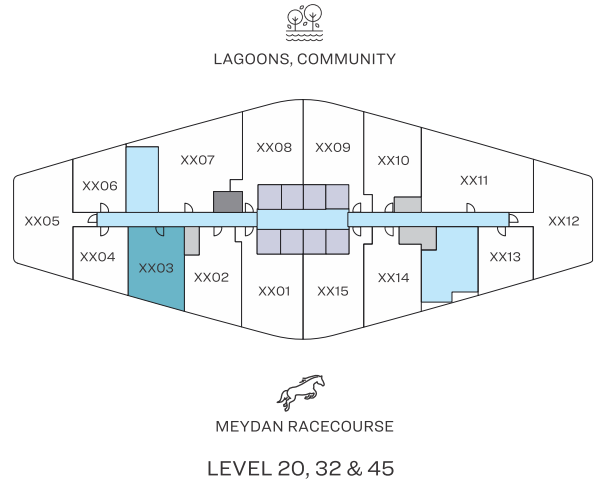 LAGOONS, COMMUNITY
XX08 XX09
XX07 XX10
XX06 XX11
XX05 XX12
XX04 XX03 XX13
XX02 XX14
XX01 XX15
MEYDAN RACECOURSE
LEVEL 20, 32 & 45